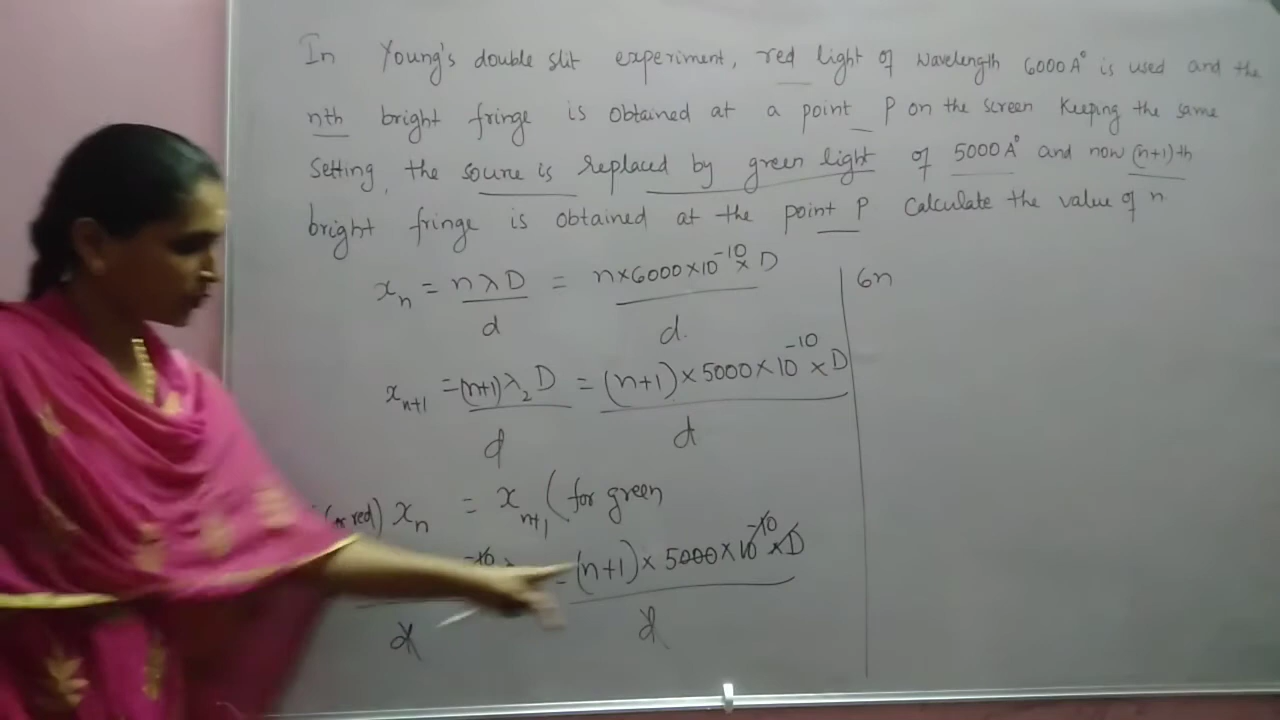 In Young's double slit experiment, red light of wavelength 6000A° is used and the
nth bright fringe is obtained at a point P on the screen Keeping the same
Setting, the source is replaced by green light of 5000A° and now (n+1)th
bright fringe is obtained at the point P Calculate the value of n
xₙ = nλD/d = n×6000×10⁻¹⁰×D/d.
xₙ₊₁ = (n+1)λ₂D/d = (n+1)×5000×10⁻¹⁰×D/d
red) xₙ = xₙ₊₁ (for green
-10 = (n+1)×5000×10⁻¹⁰×D/d
d
6n